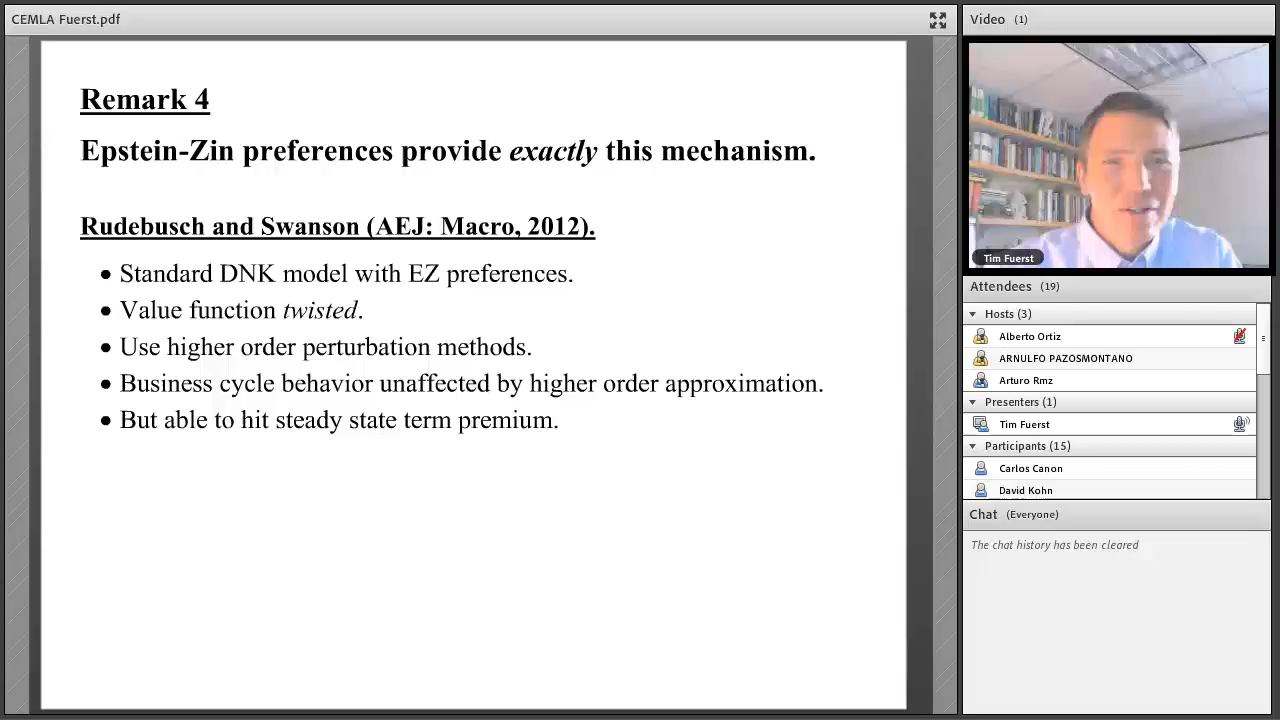 CEMLA Fuerst.pdf
Remark 4
Epstein-Zin preferences provide exactly this mechanism.
Rudebusch and Swanson (AEJ: Macro, 2012).
• Standard DNK model with EZ preferences.
• Value function twisted.
• Use higher order perturbation methods.
• Business cycle behavior unaffected by higher order approximation.
• But able to hit steady state term premium.
Video (1)
Tim Fuerst
Attendees (19)
Hosts (3)
Alberto Ortiz
ARNULFO PAZOSMONTANO
Arturo Rmz
Presenters (1)
Tim Fuerst
Participants (15)
Carlos Canon
David Kohn
Chat (Everyone)
The chat history has been cleared